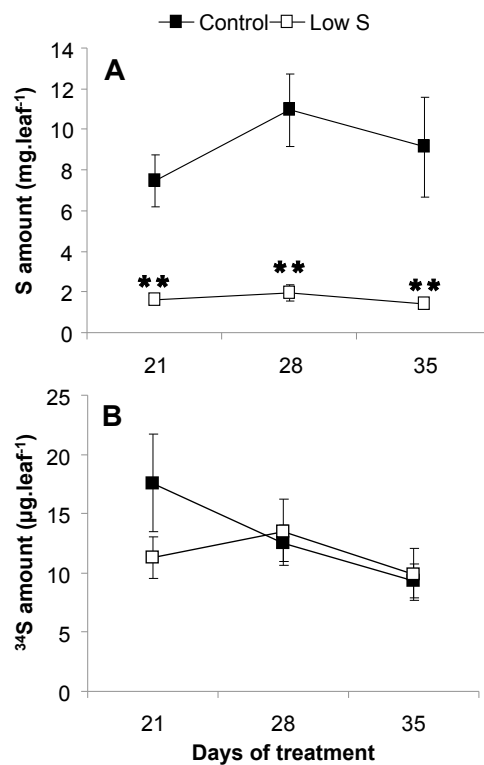 Control Low S
A
S amount (mg.leaf⁻¹)
14
12
10
8
6
4
2
0
**
**
**
21 28 35
B
³⁴S amount (µg.leaf⁻¹)
25
20
15
10
5
0
21 28 35
Days of treatment